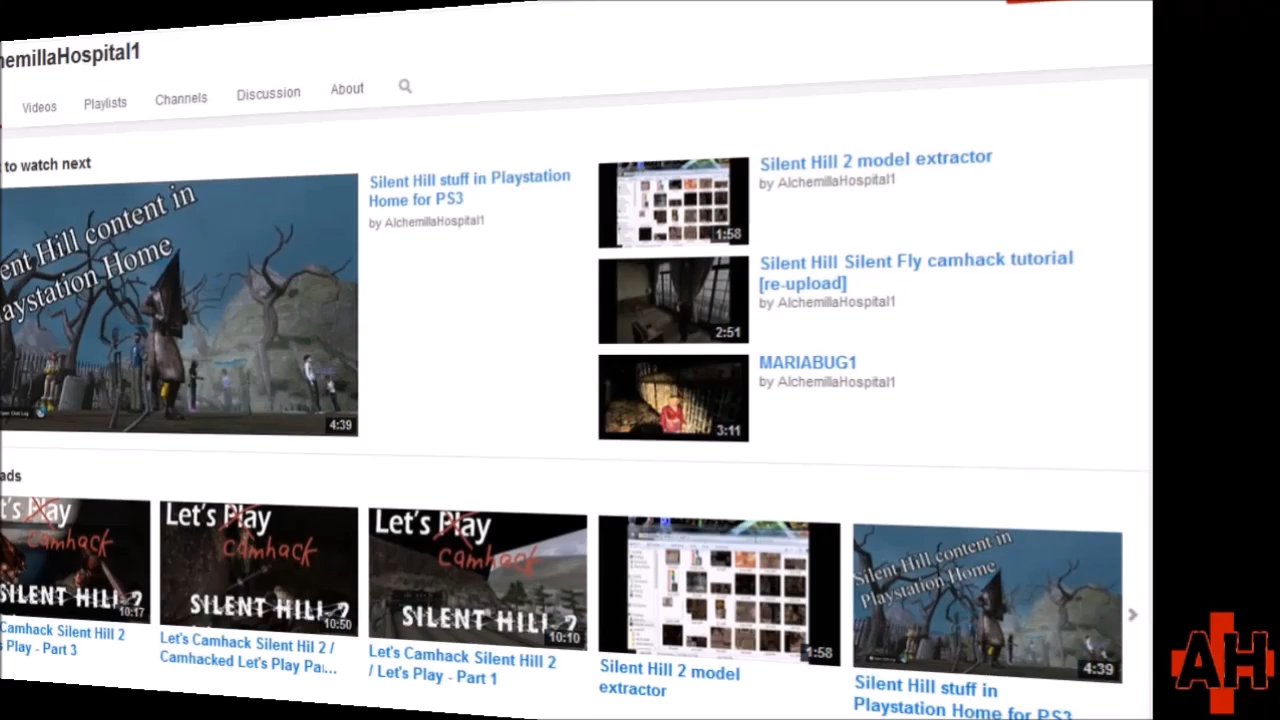 hemillaHospital1
Videos Playlists Channels Discussion About
to watch next
ent Hill content in
aystation Home
4:39
Silent Hill stuff in Playstation
Home for PS3
by AlchemillaHospital1
1:58
Silent Hill 2 model extractor
by AlchemillaHospital1
2:51
Silent Hill Silent Fly camhack tutorial
[re-upload]
by AlchemillaHospital1
3:11
MARIABUG1
by AlchemillaHospital1
ads
t's Play
camhack
SILENT HILL 2
10:17
Camhack Silent Hill 2
s Play - Part 3
Let's Play
camhack
SILENT HILL 2
10:50
Let's Camhack Silent Hil 2 /
Camhacked Let's Play Pa...
Let's Play
camhack
SILENT HILL 2
10:10
Let's Camhack Silent Hill 2
/ Let's Play - Part 1
1:58
Silent Hill 2 model
extractor
Silent Hill content in
Playstation Home
4:39
Silent Hill stuff in
Playstation Home for PS3
AH